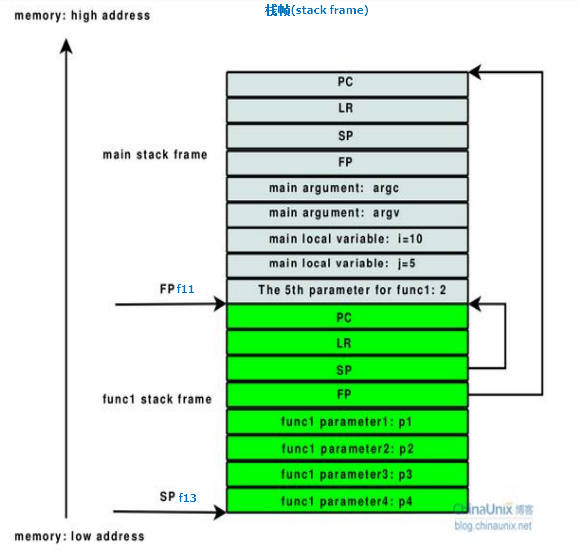 栈帧(stack frame)
memory: high address
PC
LR
SP
main stack frame
FP
main argument: argc
main argument: argv
main local variable: i=10
main local variable: j=5
FP f11
The 5th parameter for func1: 2
PC
LR
SP
func1 stack frame
FP
func1 parameter1: p1
func1 parameter2: p2
func1 parameter3: p3
SP f13
func1 parameter4: p4
ChinaUnix 博客
blog.chinaunix.net
memory: low address